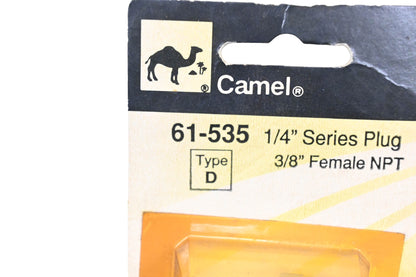 Camel®
®
61-535 1/4" Series Plug
3/8" Female NPT
Type
D